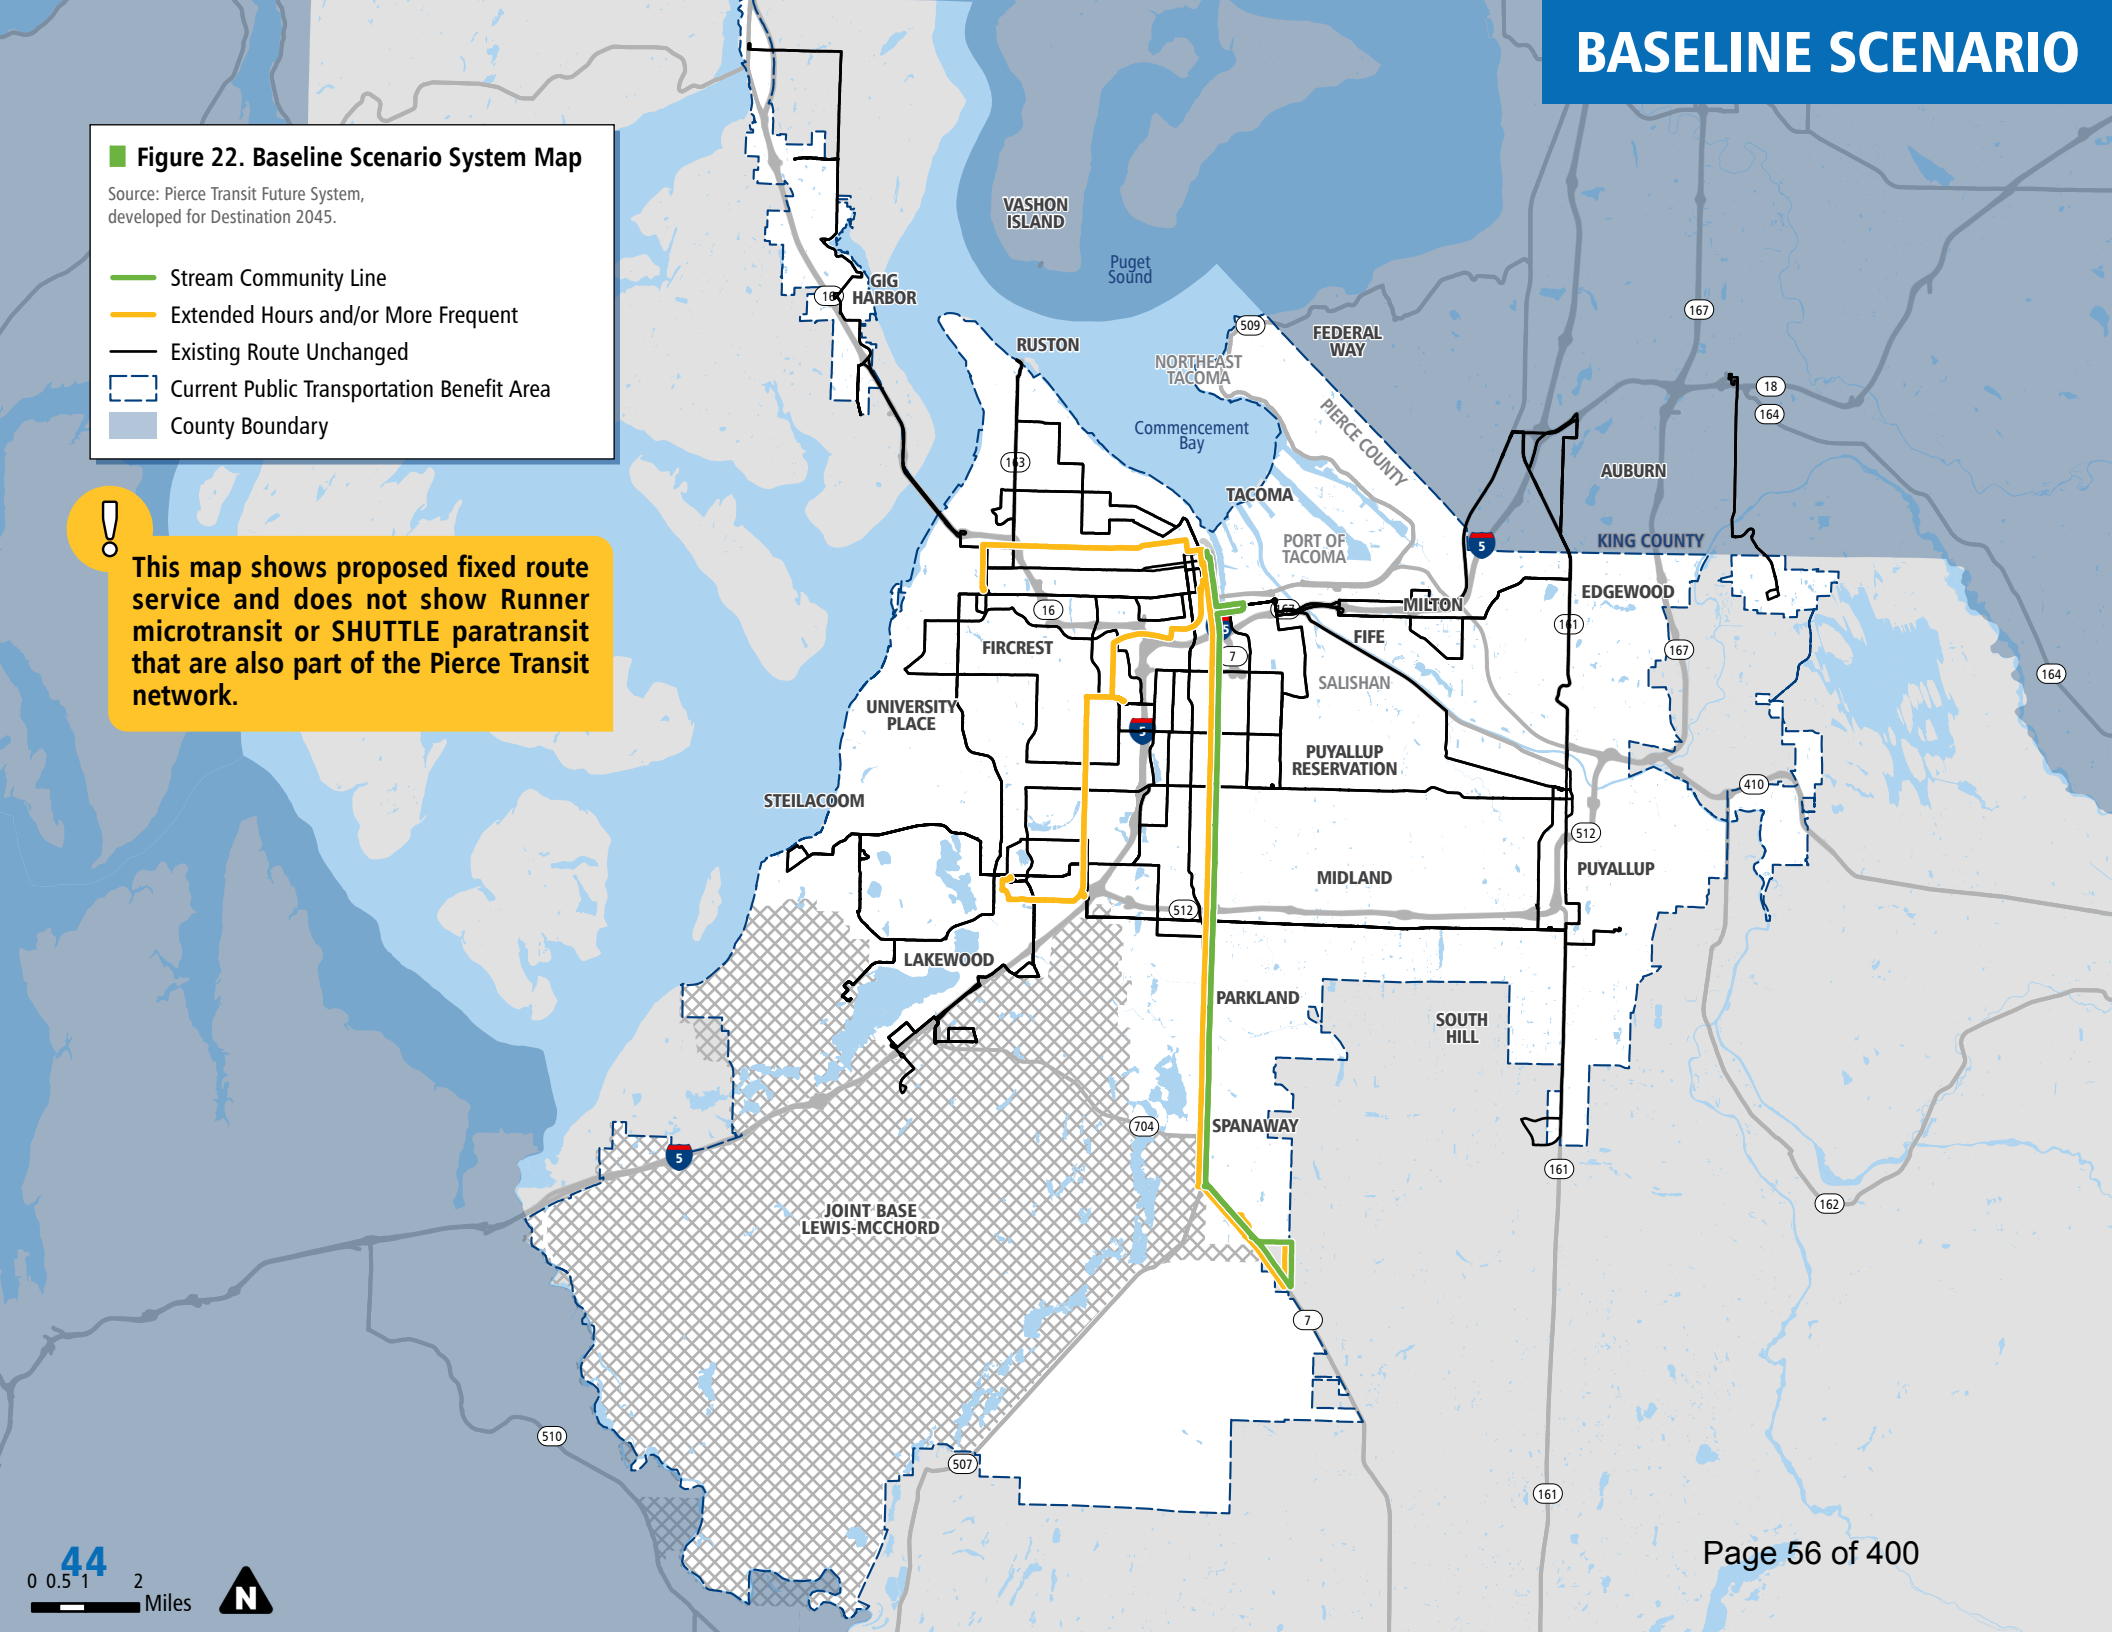 BASELINE SCENARIO
Figure 22. Baseline Scenario System Map
Source: Pierce Transit Future System,
developed for Destination 2045.
Stream Community Line
Extended Hours and/or More Frequent
Existing Route Unchanged
Current Public Transportation Benefit Area
County Boundary
This map shows proposed fixed route
service and does not show Runner
microtransit or SHUTTLE paratransit
that are also part of the Pierce Transit
network.
VASHON
ISLAND
Puget
Sound
GIG
HARBOR
16
RUSTON
509
FEDERAL
WAY
167
NORTHEAST
TACOMA
PIERCE COUNTY
18
164
Commencement
Bay
163
AUBURN
TACOMA
PORT OF
TACOMA
5
KING COUNTY
EDGEWOOD
16
167
MILTON
161
5
FIFE
FIRCREST
7
167
164
SALISHAN
UNIVERSITY
PLACE
5
PUYALLUP
RESERVATION
410
STEILACOOM
512
PUYALLUP
MIDLAND
512
LAKEWOOD
PARKLAND
SOUTH
HILL
704
SPANAWAY
5
161
162
JOINT BASE
LEWIS-MCCHORD
7
510
507
161
Page 56 of 400
44
0 0.5 1 2
Miles
N